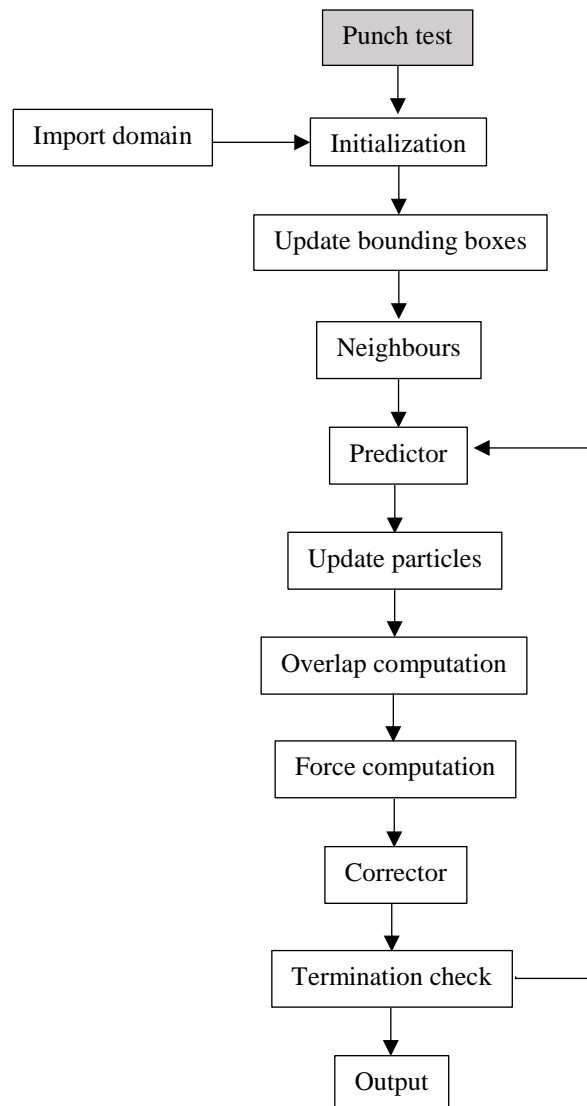 Punch test
Import domain
Initialization
Update bounding boxes
Neighbours
Predictor
Update particles
Overlap computation
Force computation
Corrector
Termination check
Output